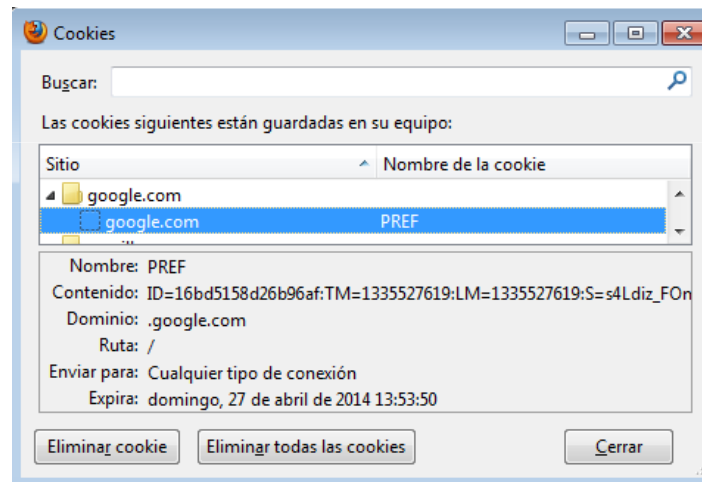 Cookies
Buscar:
Las cookies siguientes están guardadas en su equipo:
Sitio Nombre de la cookie
google.com
google.com PREF
Nombre: PREF
Contenido: ID=16bd5158d26b96af:TM=1335527619:LM=1335527619:S=s4Ldiz_FOn
Dominio: .google.com
Ruta: /
Enviar para: Cualquier tipo de conexión
Expira: domingo, 27 de abril de 2014 13:53:50
Eliminar cookie Eliminar todas las cookies Cerrar